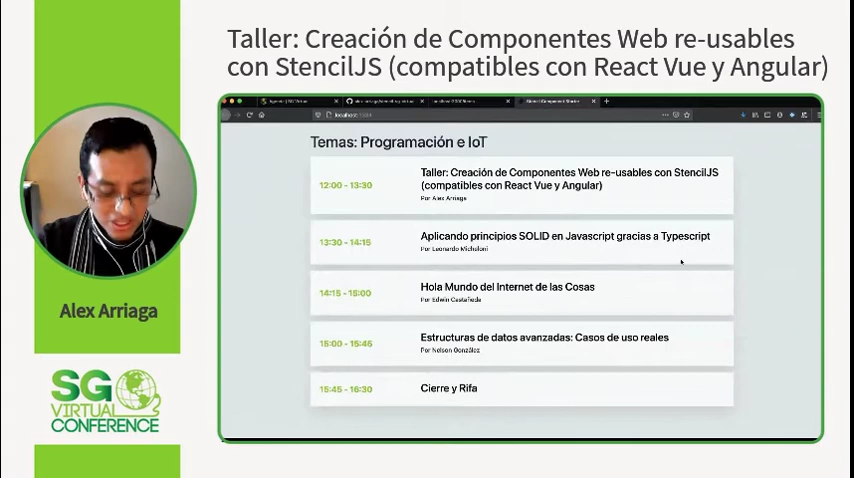 Taller: Creación de Componentes Web re-usables
con StencilJS (compatibles con React Vue y Angular)
Temas: Programación e IoT
12:00 - 13:30
Taller: Creación de Componentes Web re-usables con StencilJS
(compatibles con React Vue y Angular)
Por Alex Arriaga
13:30 - 14:15
Aplicando principios SOLID en Javascript gracias a Typescript
Por Leonardo Micheloni
14:15 - 15:00
Hola Mundo del Internet de las Cosas
Por Edwin Castañeda
15:00 - 15:45
Estructuras de datos avanzadas: Casos de uso reales
Por Nelson González
15:45 - 16:30
Cierre y Rifa
Alex Arriaga
SG
VIRTUAL
CONFERENCE